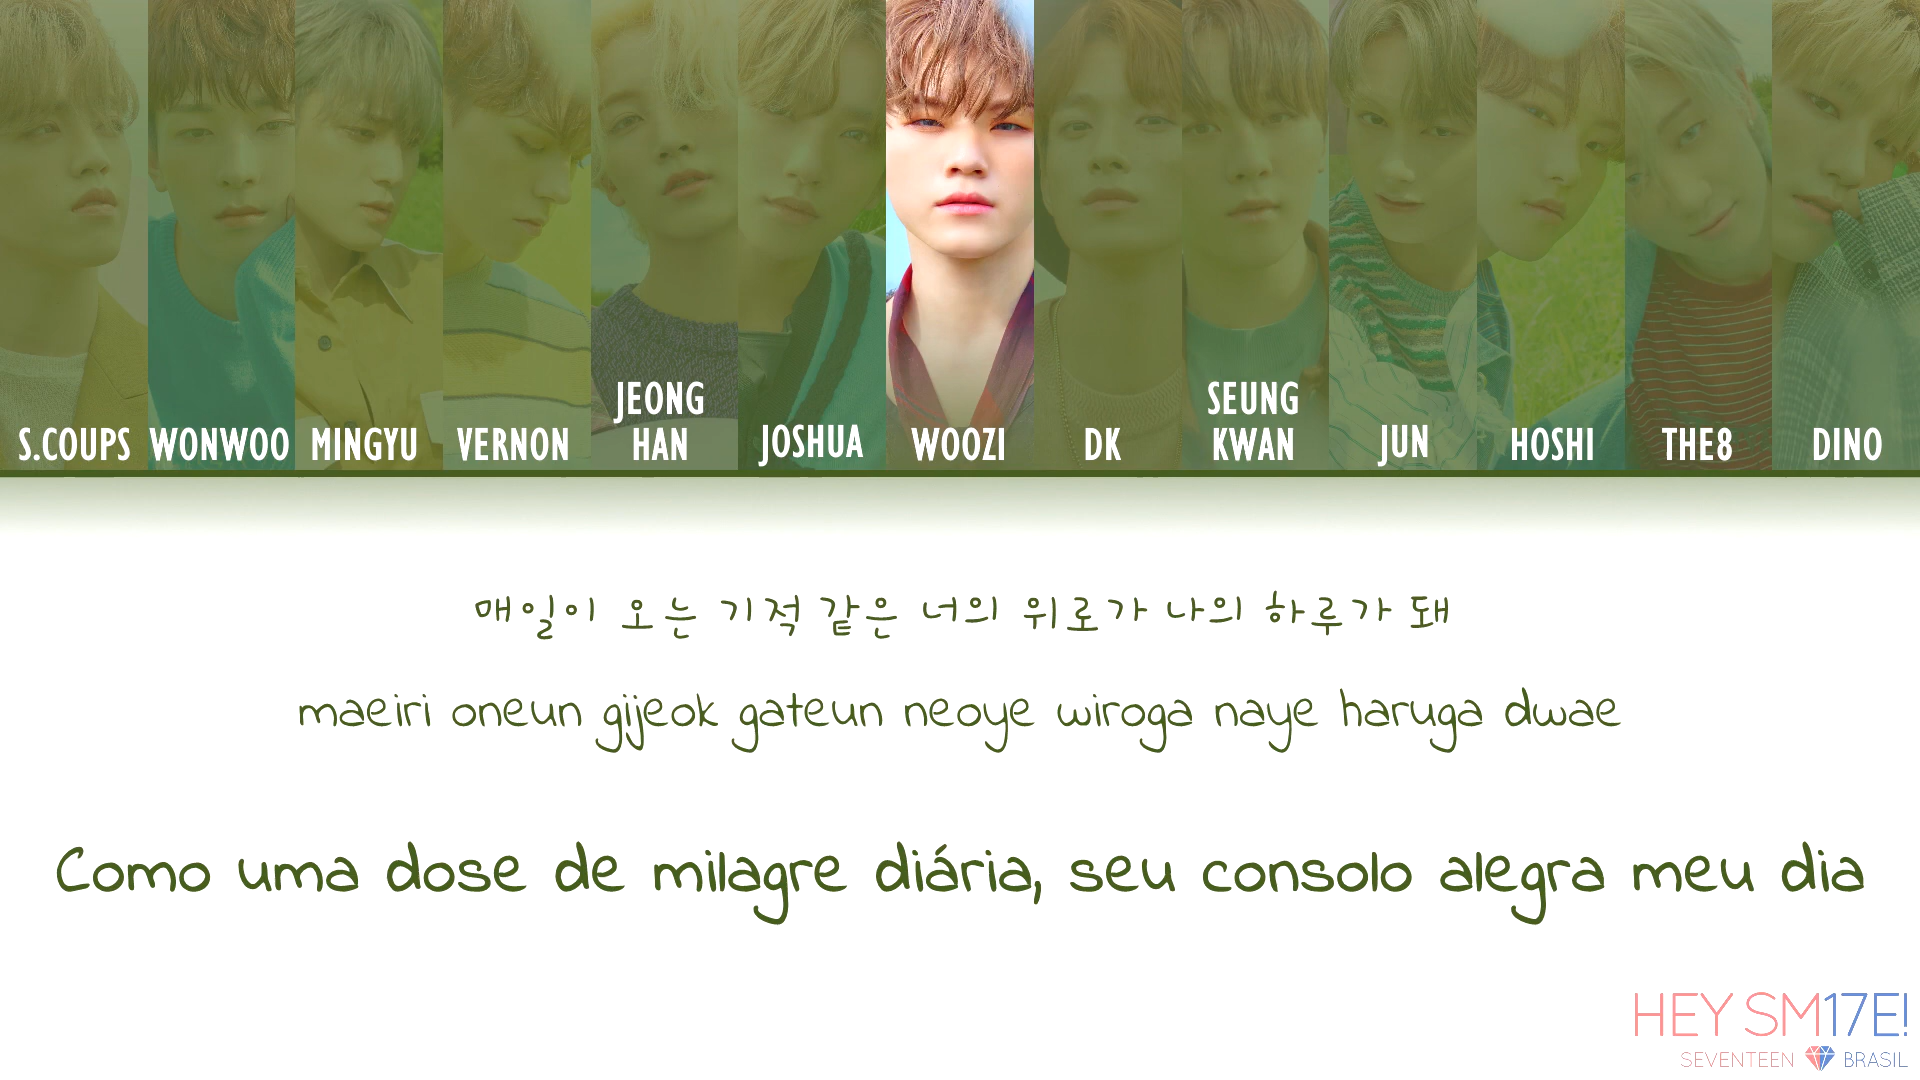 S.COUPS
WONWOO
MINGYU
VERNON
JEONG
HAN
JOSHUA
WOOZI
DK
SEUNG
KWAN
JUN
HOSHI
THE8
DINO
매일이 오는 기적 같은 너의 위로가 나의 하루가 돼
maeiri oneun gijeok gateun neoye wiroga naye haruga dwae
Como uma dose de milagre diária, seu consolo alegra meu dia
HEY SM17E!
SEVENTEEN BRASIL